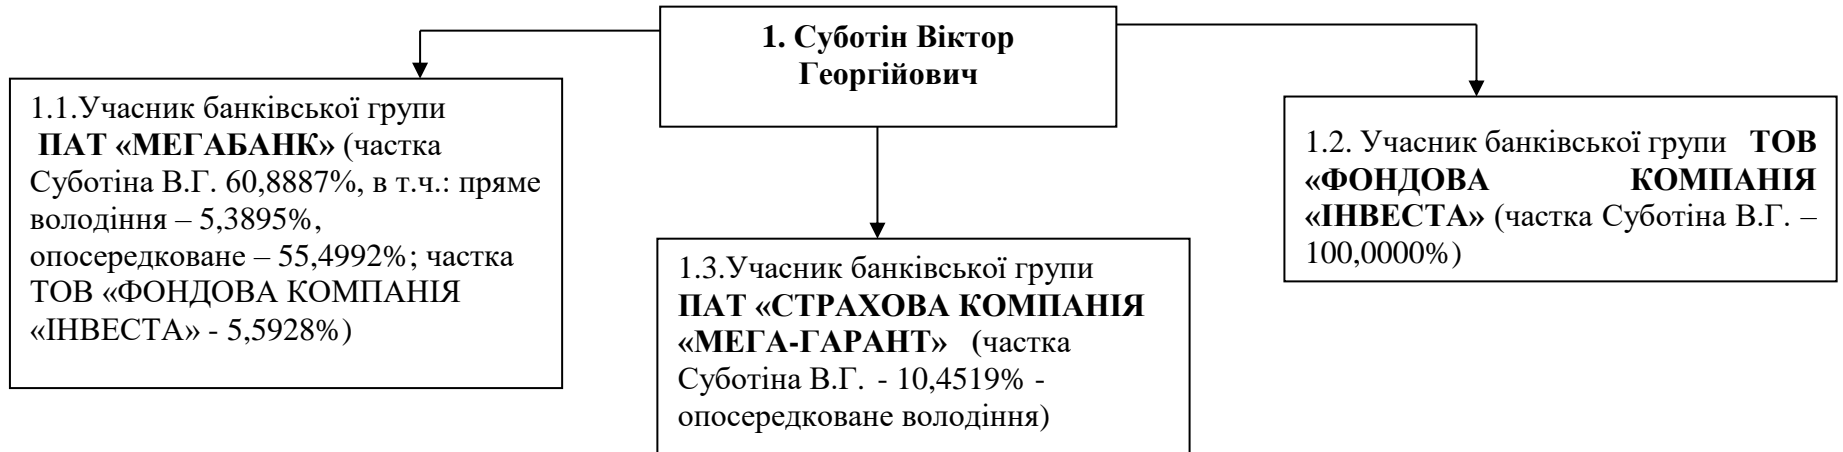 1. Суботін Віктор
Георгійович
1.1.Учасник банківської групи
ПАТ «МЕГАБАНК» (частка
Суботіна В.Г. 60,8887%, в т.ч.: пряме
володіння – 5,3895%,
опосередковане – 55,4992%; частка
ТОВ «ФОНДОВА КОМПАНІЯ
«ІНВЕСТА» - 5,5928%)
1.3.Учасник банківської групи
ПАТ «СТРАХОВА КОМПАНІЯ
«МЕГА-ГАРАНТ» (частка
Суботіна В.Г. - 10,4519% -
опосередковане володіння)
1.2. Учасник банківської групи ТОВ
«ФОНДОВА КОМПАНІЯ
«ІНВЕСТА» (частка Суботіна В.Г. –
100,0000%)